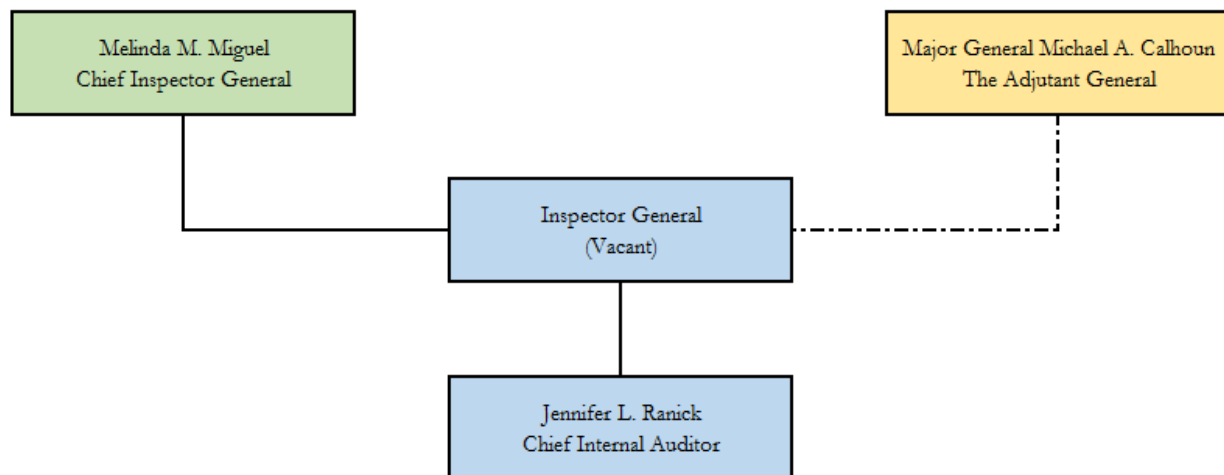 Melinda M. Miguel
Chief Inspector General
Major General Michael A. Calhoun
The Adjutant General
Inspector General
(Vacant)
Jennifer L. Ranick
Chief Internal Auditor